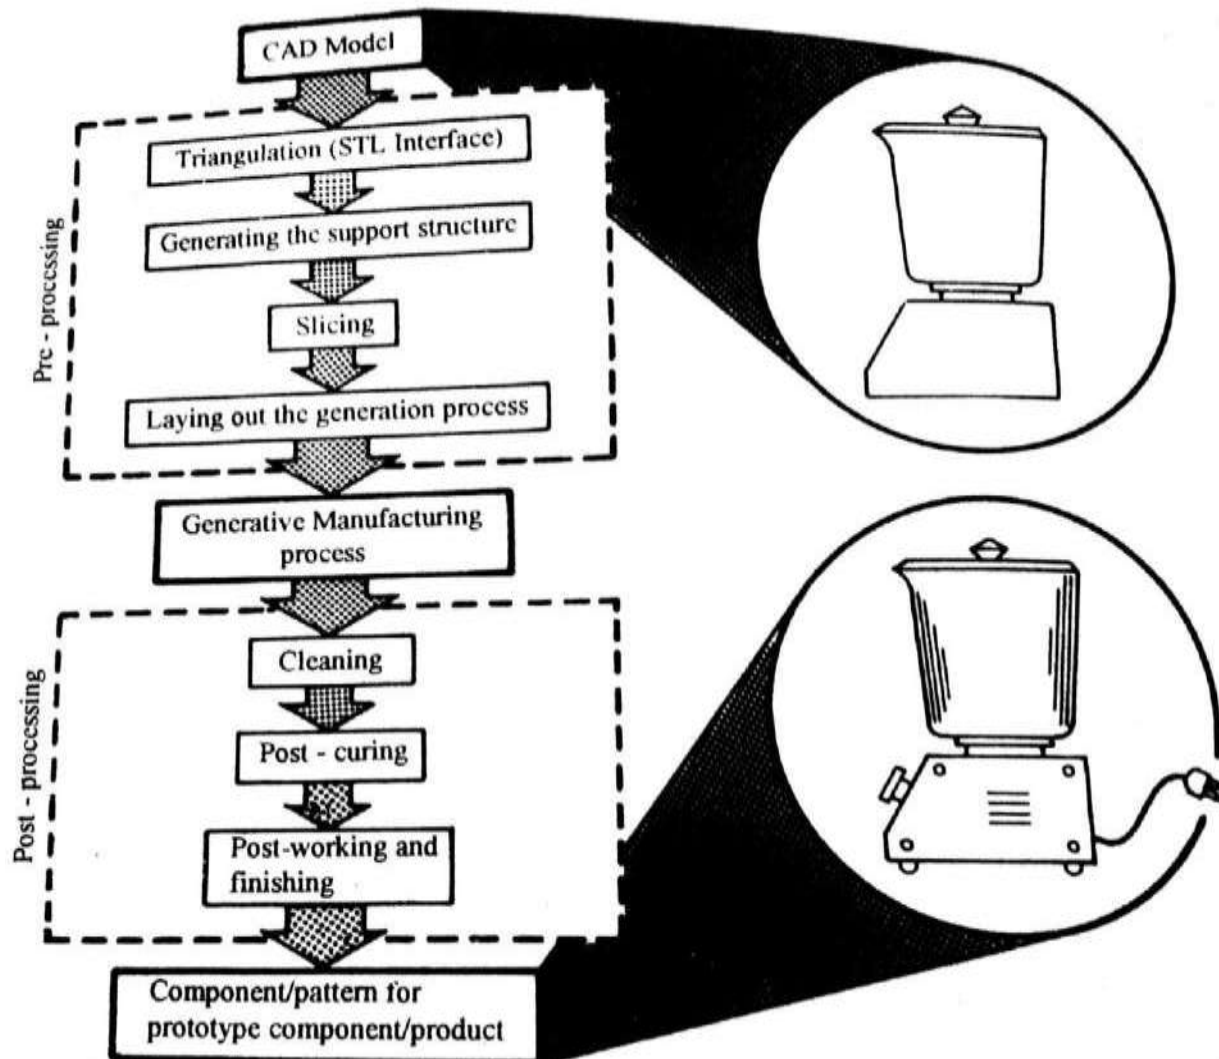 CAD Model
Triangulation (STL Interface)
Generating the support structure
Slicing
Laying out the generation process
Pre - processing
Generative Manufacturing
process
Cleaning
Post - curing
Post-working and
finishing
Post - processing
Component/pattern for
prototype component/product